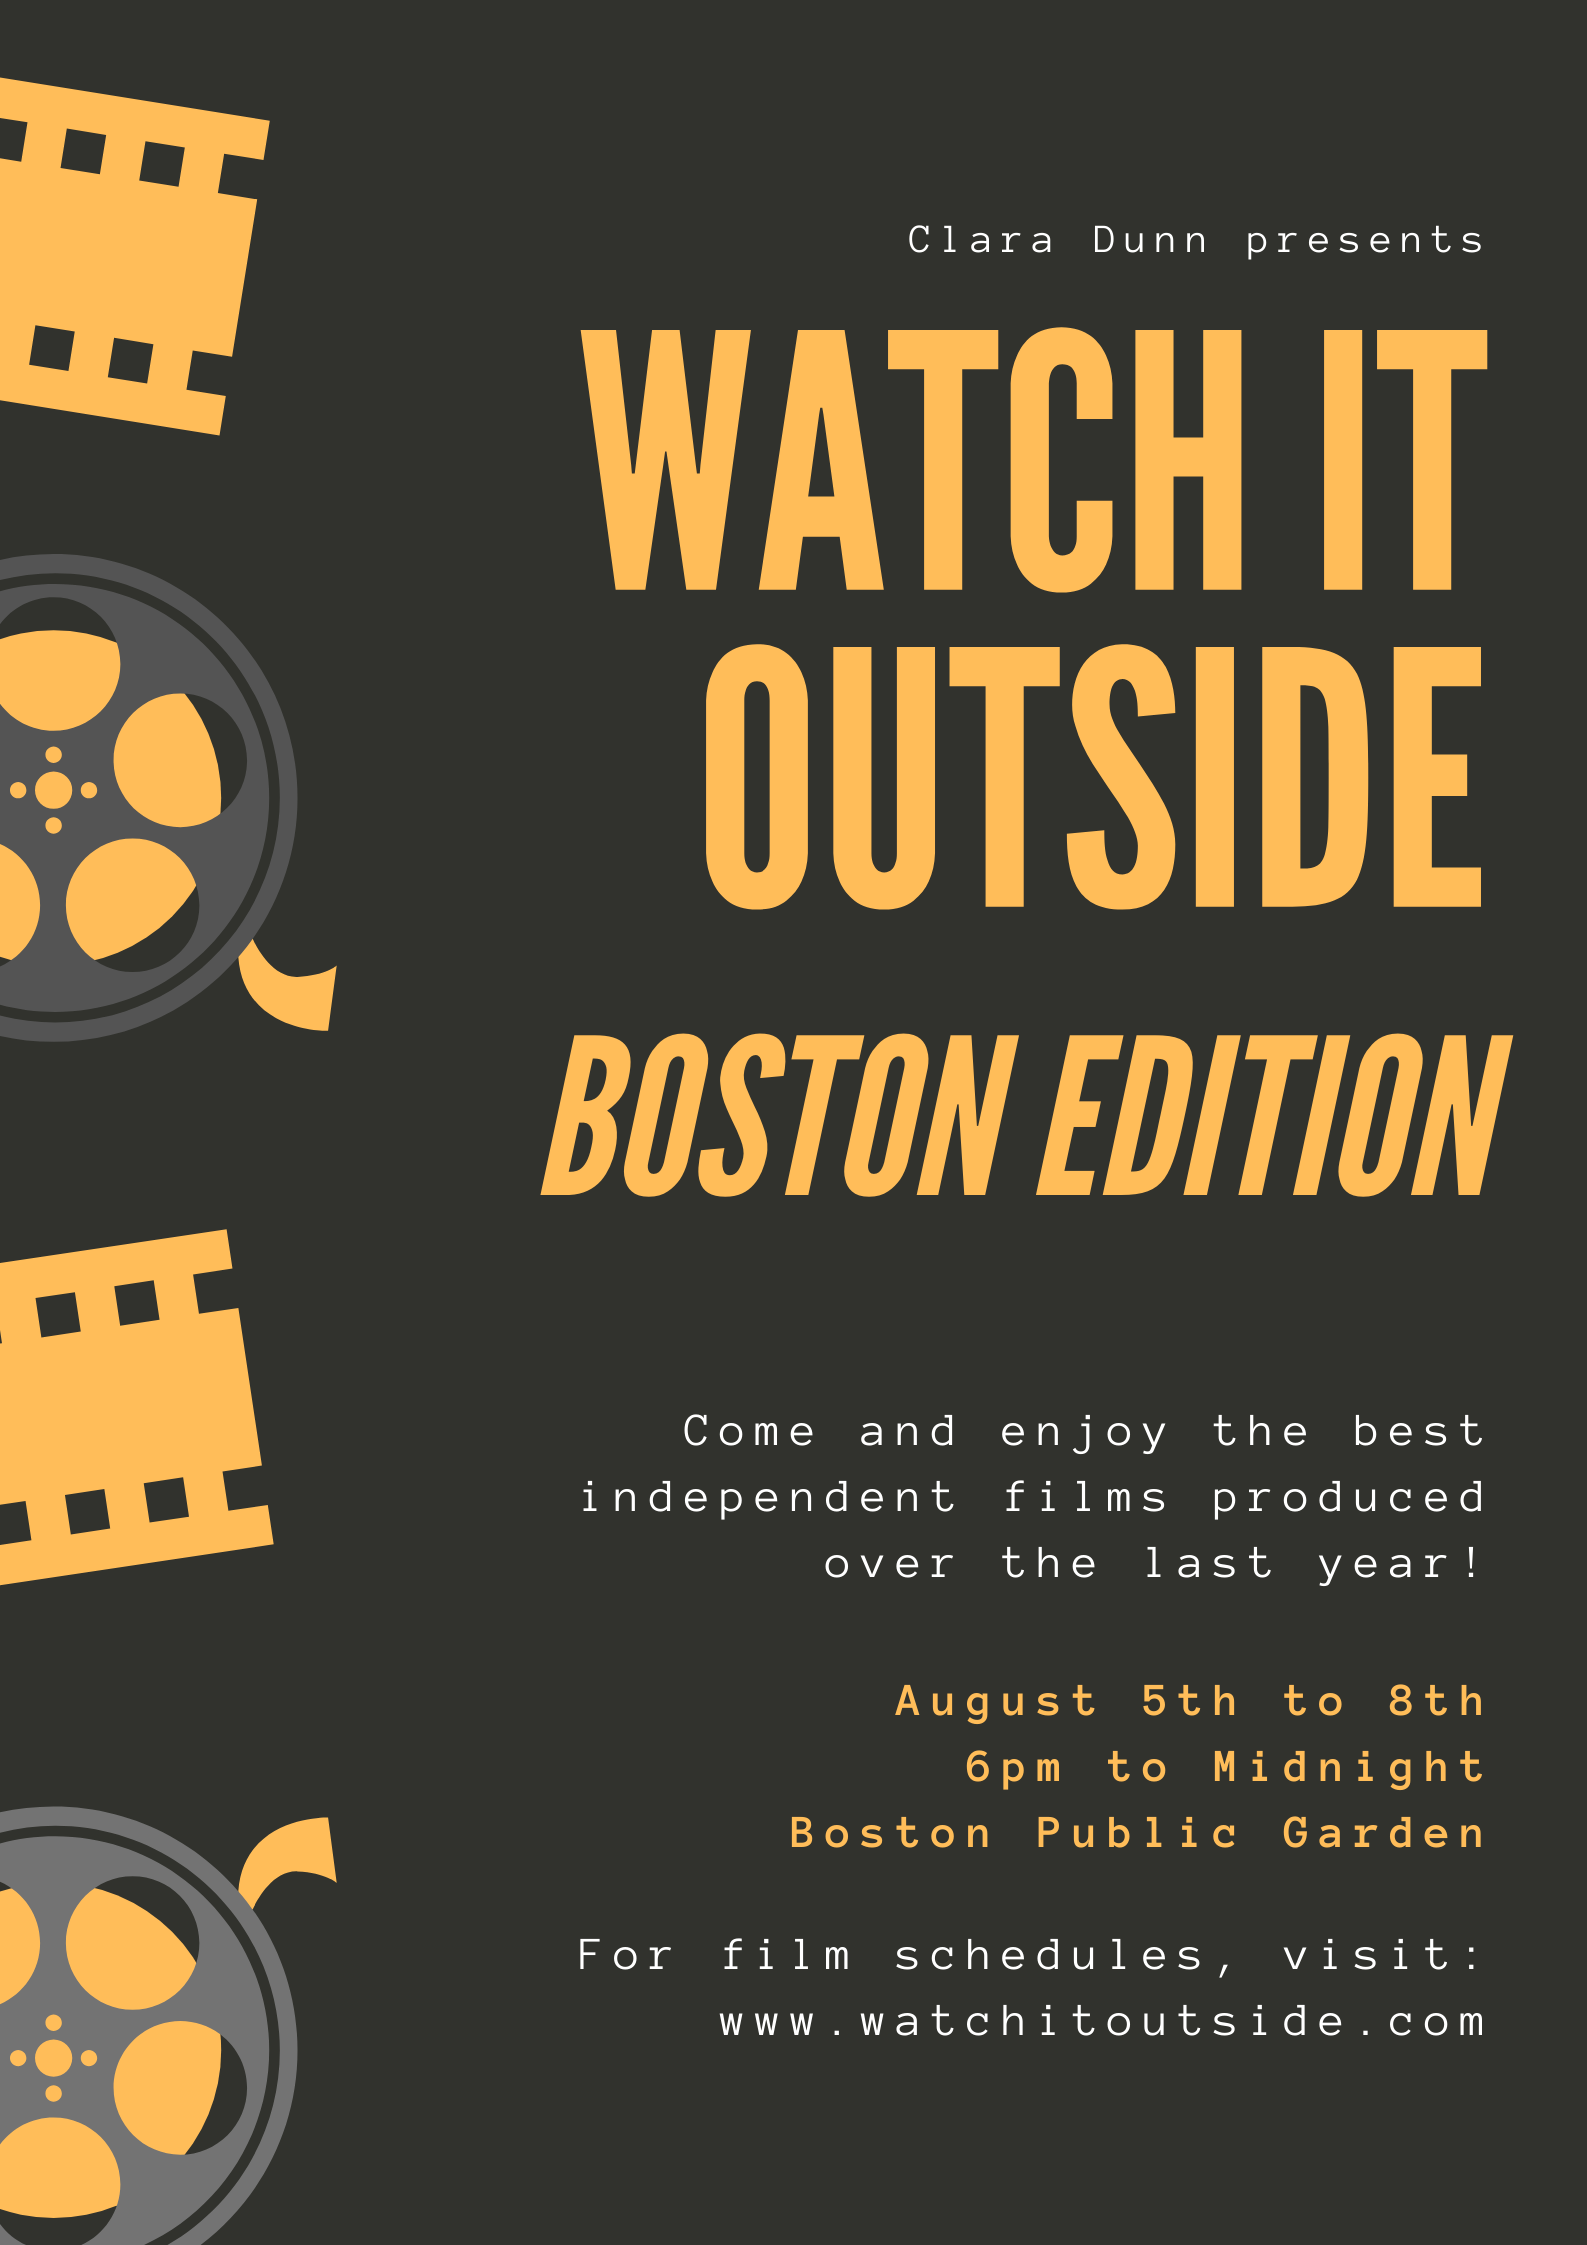 Clara Dunn presents
WATCH IT
OUTSIDE
BOSTON EDITION
Come and enjoy the best
independent films produced
over the last year!
August 5th to 8th
6pm to Midnight
Boston Public Garden
For film schedules, visit:
www.watchitoutside.com